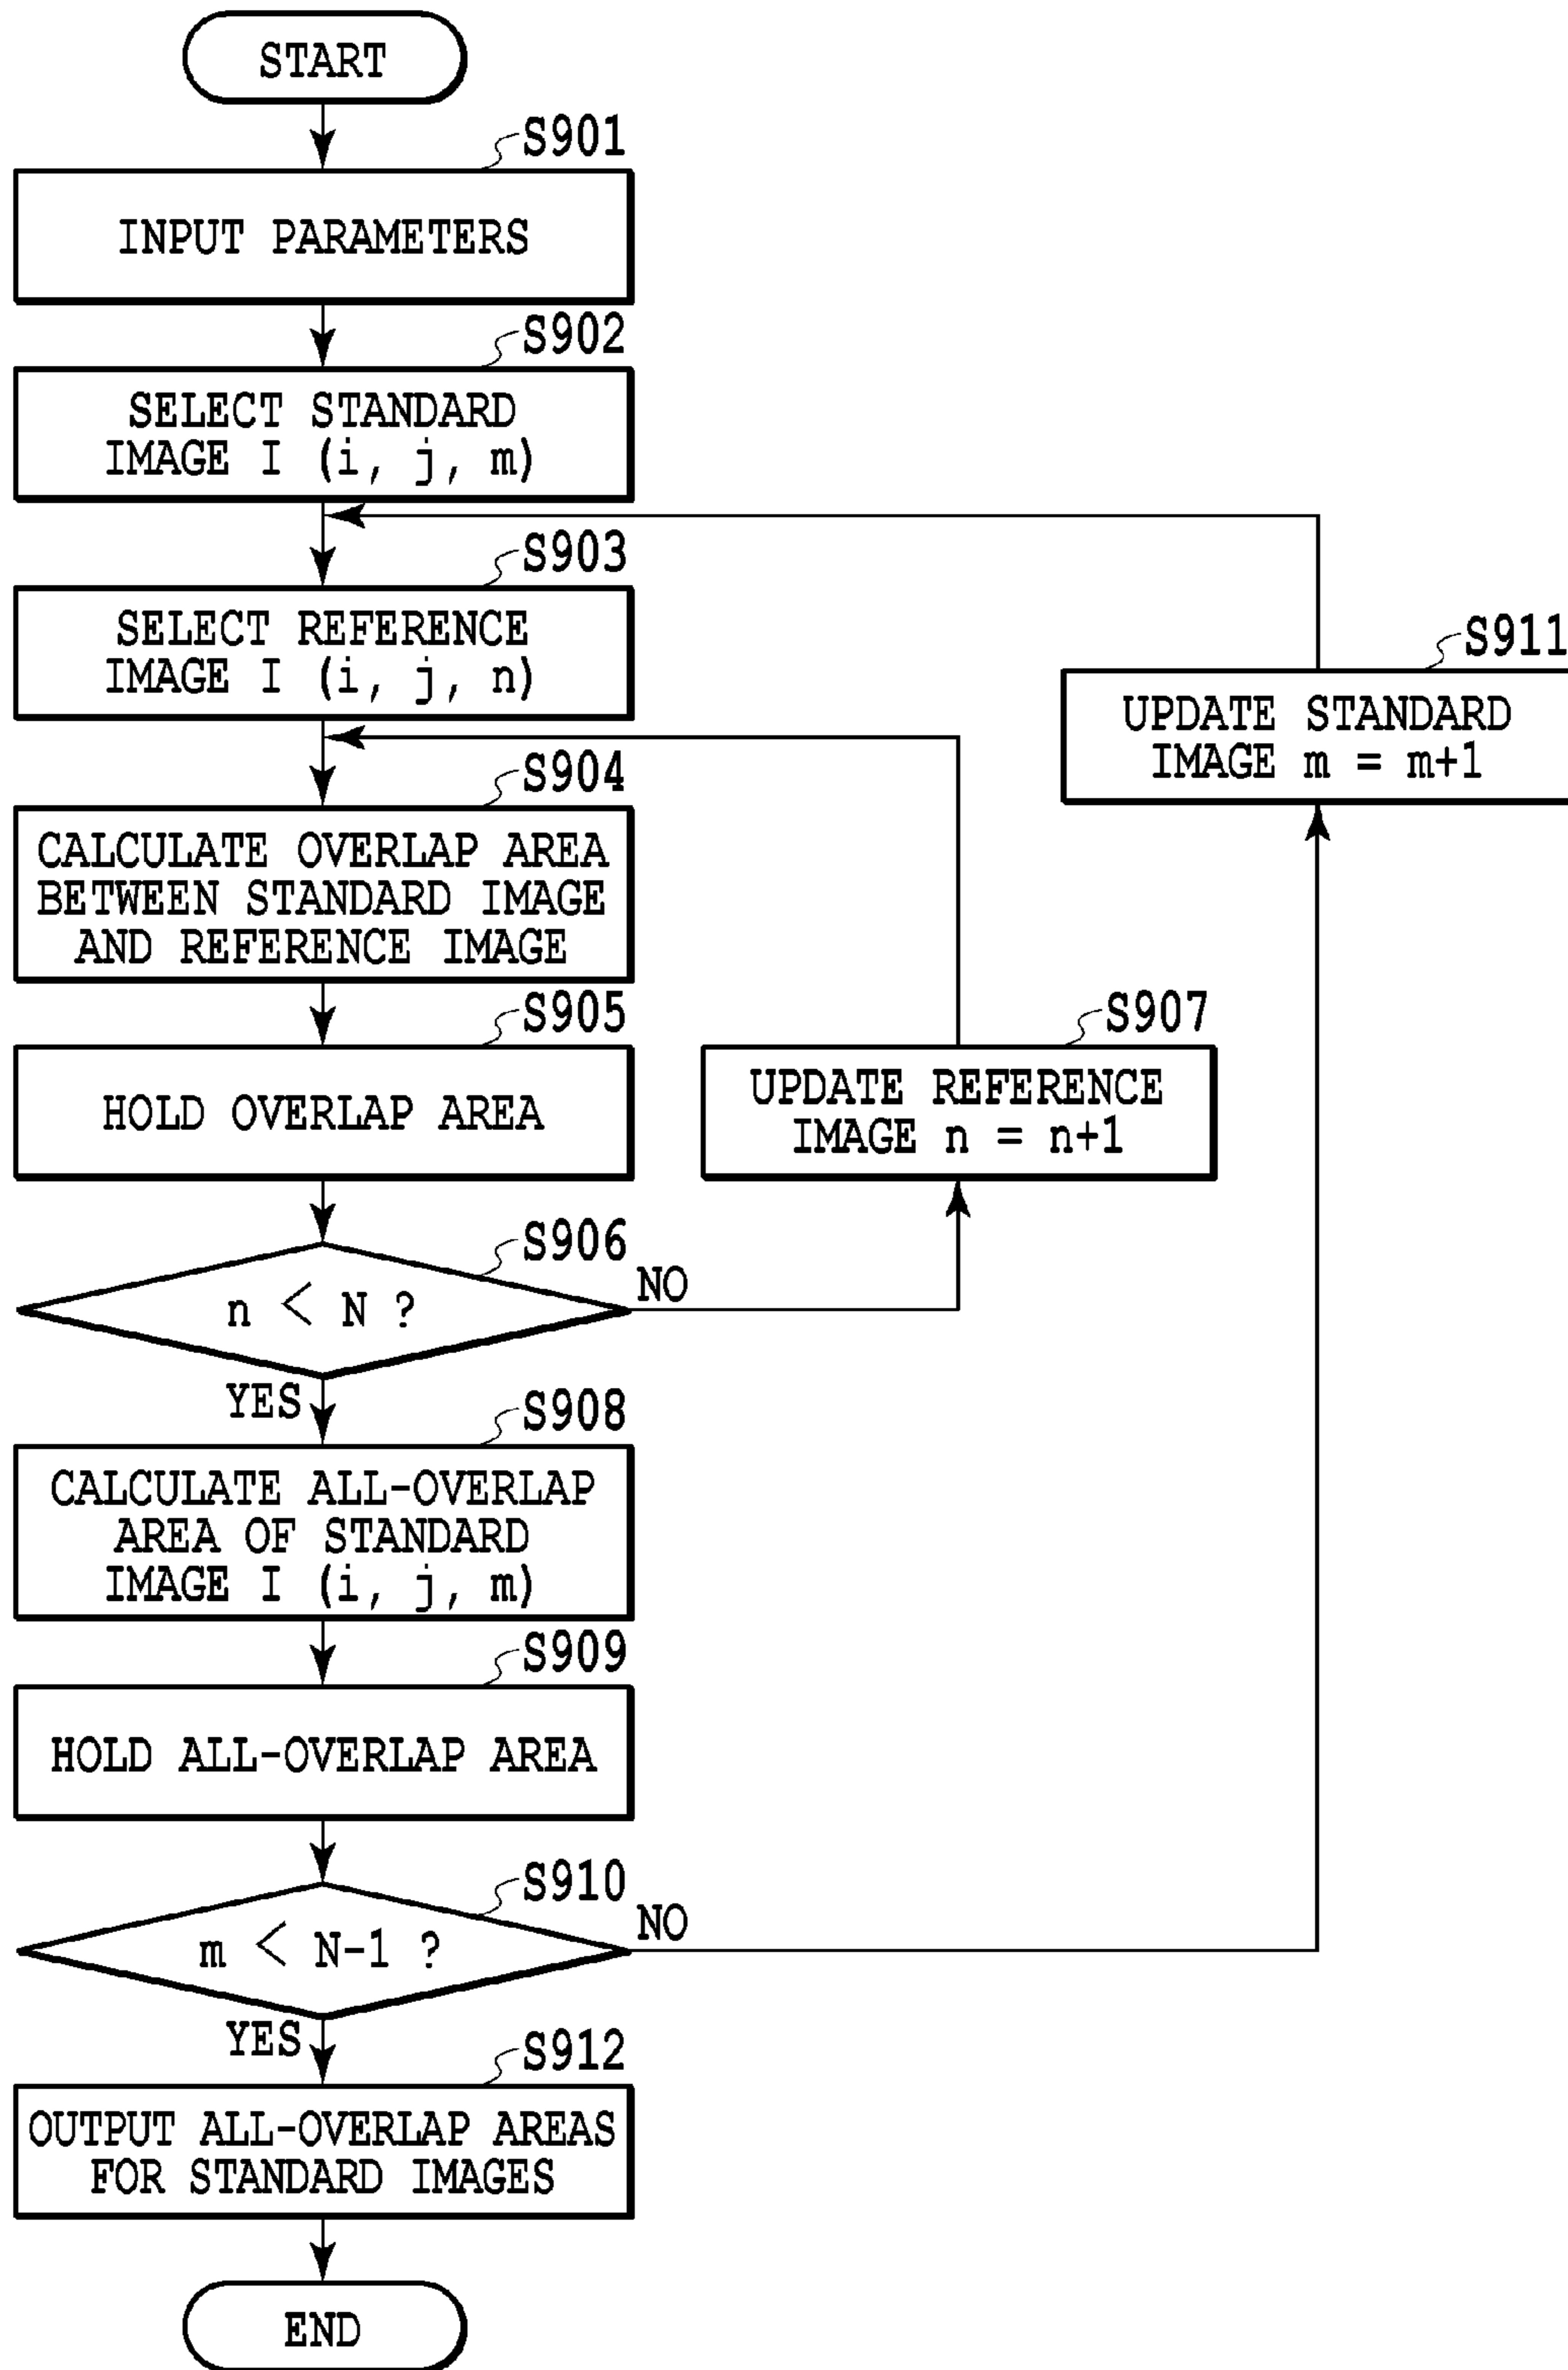 START
S901
INPUT PARAMETERS
S902
SELECT STANDARD
IMAGE I (i, j, m)
S903
SELECT REFERENCE
IMAGE I (i, j, n)
S911
UPDATE STANDARD
IMAGE m = m+1
S904
CALCULATE OVERLAP AREA
BETWEEN STANDARD IMAGE
AND REFERENCE IMAGE
S905
HOLD OVERLAP AREA
S907
UPDATE REFERENCE
IMAGE n = n+1
S906
n < N ?
NO
YES
S908
CALCULATE ALL-OVERLAP
AREA OF STANDARD
IMAGE I (i, j, m)
S909
HOLD ALL-OVERLAP AREA
S910
m < N-1 ?
NO
YES
S912
OUTPUT ALL-OVERLAP AREAS
FOR STANDARD IMAGES
END